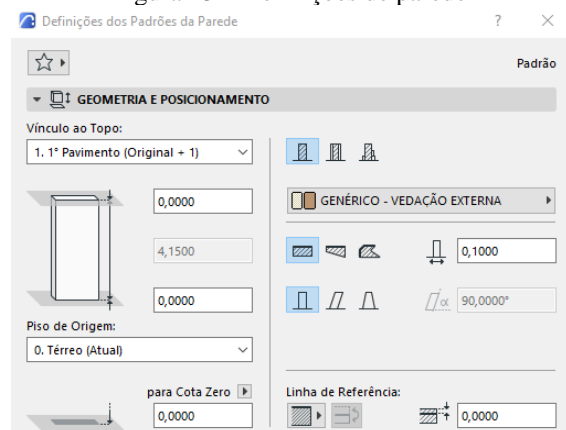 Definições dos Padrões da Parede
?
Padrão
GEOMETRIA E POSICIONAMENTO
Vínculo ao Topo:
1. 1° Pavimento (Original + 1)
0,0000
GENÉRICO - VEDAÇÃO EXTERNA
4,1500
0,1000
0,0000
α 90,0000°
Piso de Origem:
0. Térreo (Atual)
para Cota Zero
Linha de Referência:
0,0000
0,0000